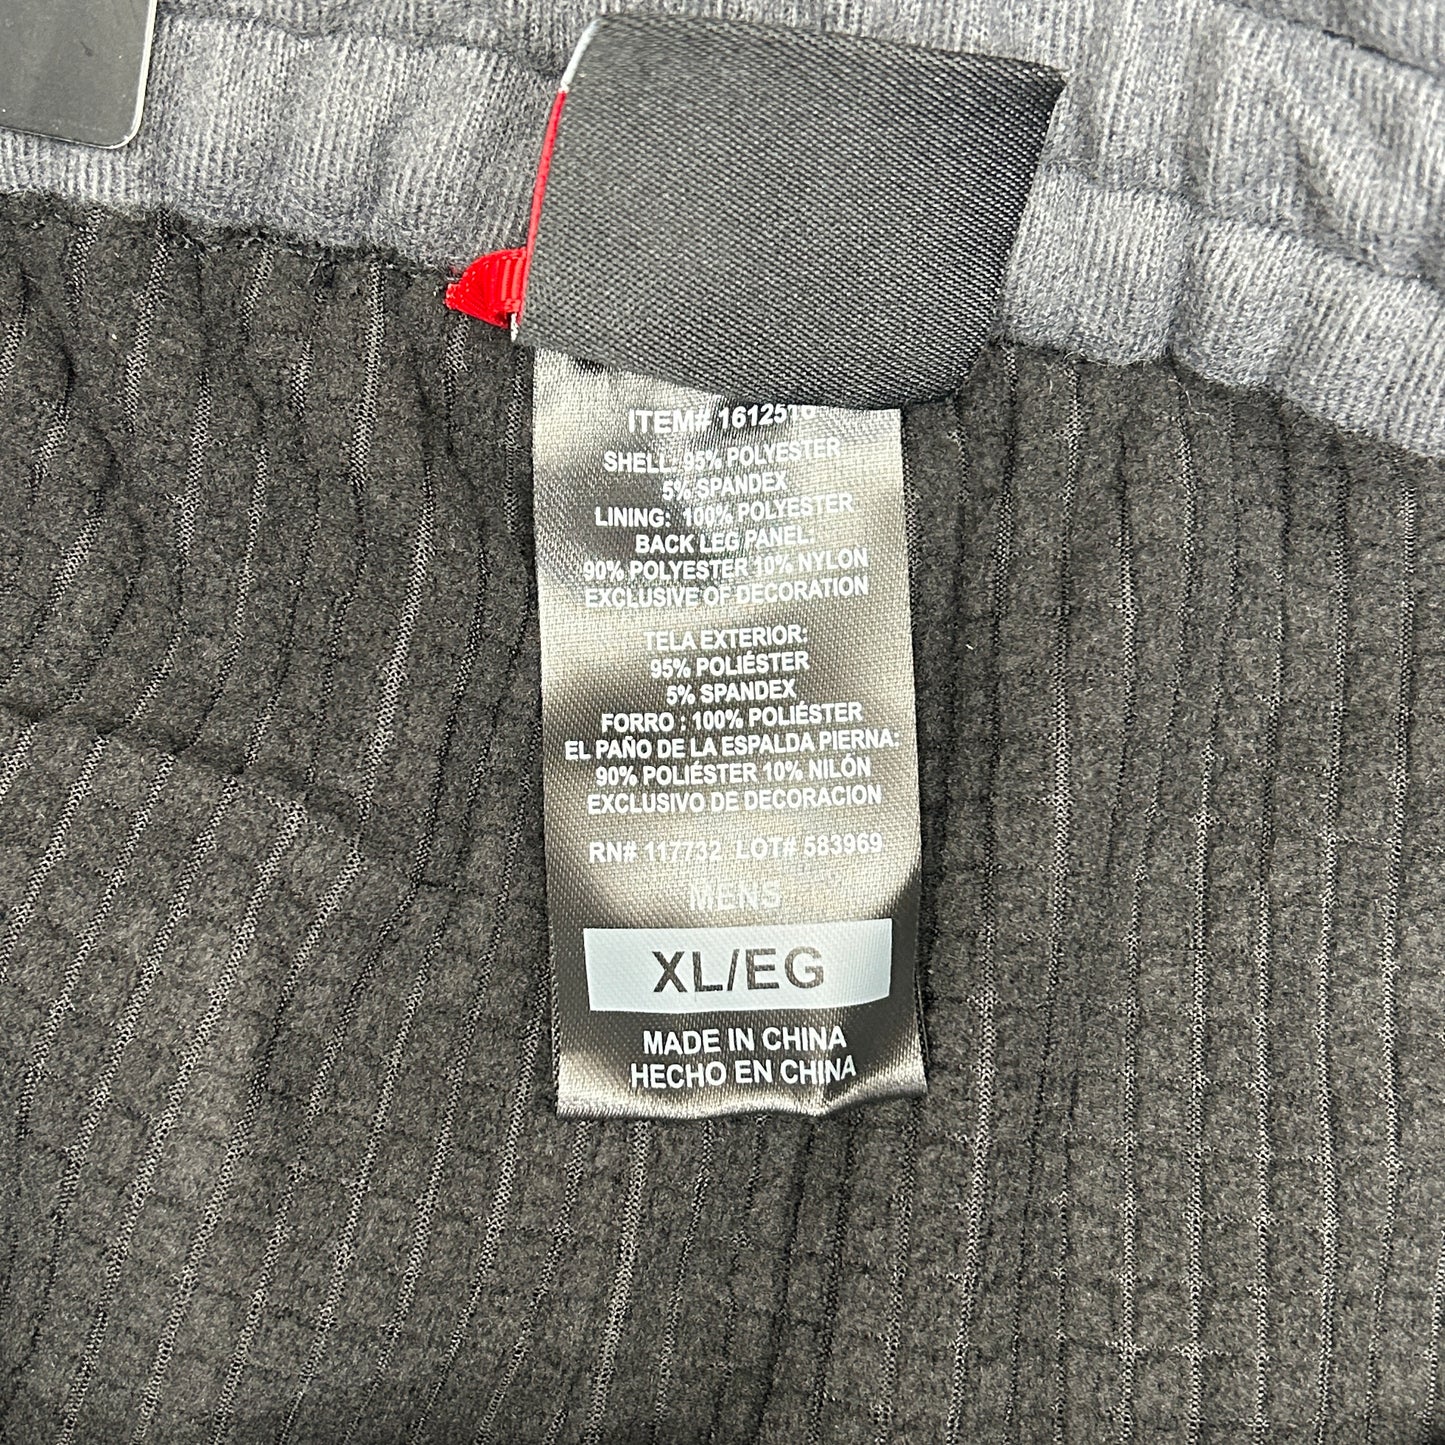 ITEM# 1612516
SHELL: 95% POLYESTER
5% SPANDEX
LINING: 100% POLYESTER
BACK LEG PANEL:
90% POLYESTER 10% NYLON
EXCLUSIVE OF DECORATION
TELA EXTERIOR:
95% POLIÉSTER
5% SPANDEX
FORRO : 100% POLIÉSTER
EL PAÑO DE LA ESPALDA PIERNA:
90% POLIÉSTER 10% NILÓN
EXCLUSIVO DE DECORACION
RN# 117732 LOT# 583969
MENS
XL/EG
MADE IN CHINA
HECHO EN CHINA